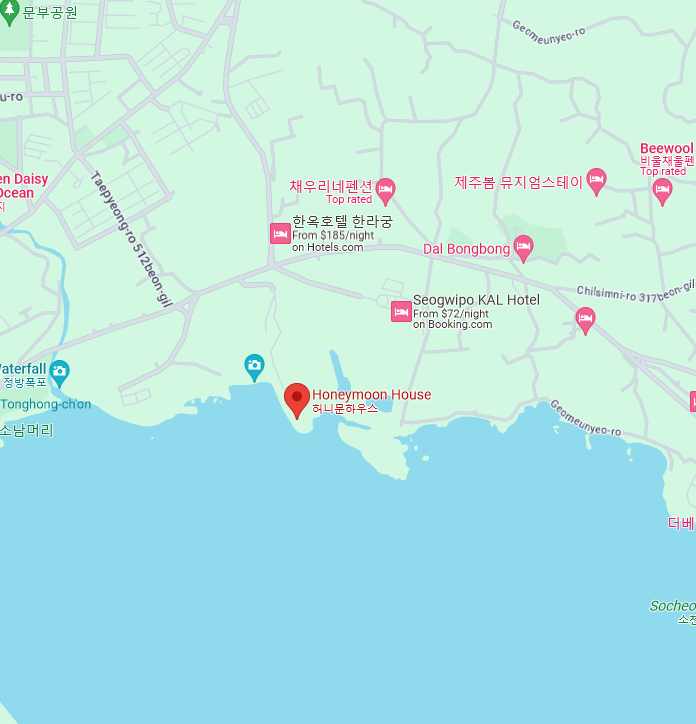 문부공원
Geomeunyeo-ro
u-ro
Beewool
비울채울펜
Top rated
en Daisy
Ocean
지
채우리네펜션
Top rated
제주봄 뮤지엄스테이
Taepyeong-ro 512beon-gil
한옥호텔 한라궁
From $185/night
on Hotels.com
Dal Bongbong
Chilsimni-ro 317beon-gil
Seogwipo KAL Hotel
From $72/night
on Booking.com
Waterfall
정방폭포
Honeymoon House
허니문하우스
Tonghong-ch'on
소남머리
Geomeunyeo-ro
더베
Socheo
소천